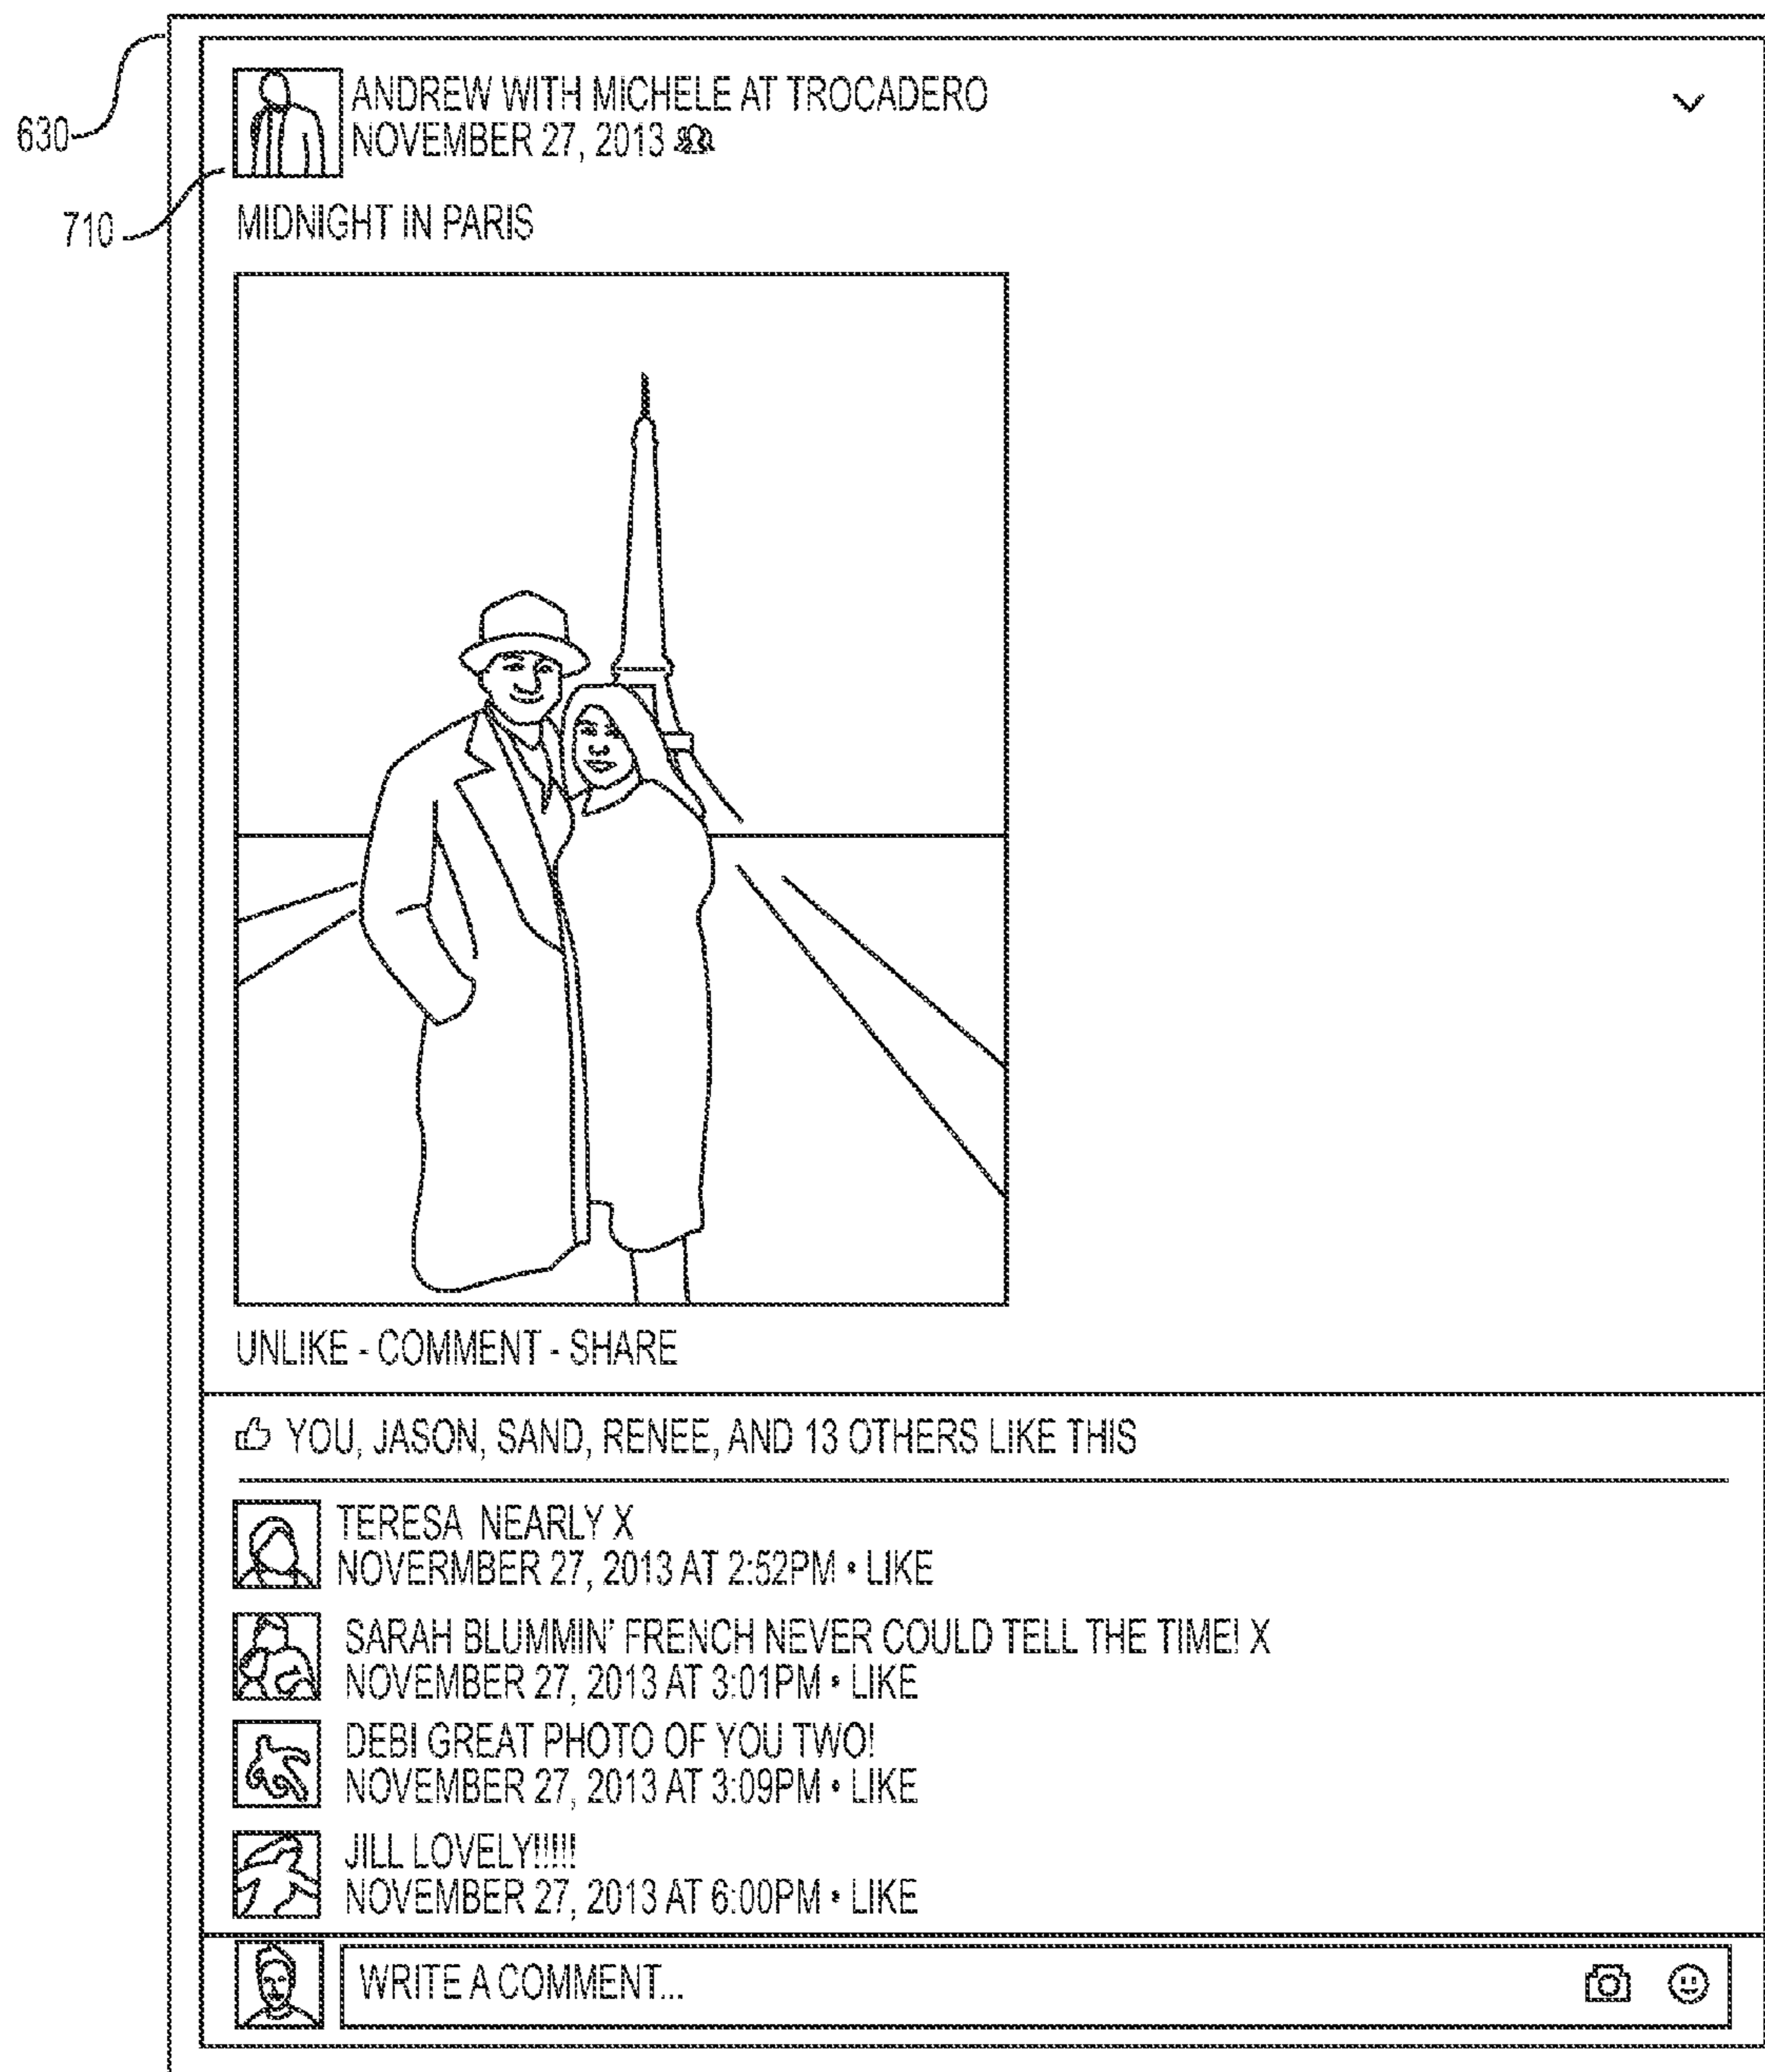 630
ANDREW WITH MICHELE AT TROCADERO
NOVEMBER 27, 2013
710
MIDNIGHT IN PARIS
UNLIKE - COMMENT - SHARE
YOU, JASON, SAND, RENEE, AND 13 OTHERS LIKE THIS
TERESA NEARLY X
NOVERMBER 27, 2013 AT 2:52PM • LIKE
SARAH BLUMMIN' FRENCH NEVER COULD TELL THE TIME! X
NOVEMBER 27, 2013 AT 3:01PM • LIKE
DEBI GREAT PHOTO OF YOU TWO!
NOVEMBER 27, 2013 AT 3:09PM • LIKE
JILL LOVELY!!!!!
NOVEMBER 27, 2013 AT 6:00PM • LIKE
WRITE A COMMENT...